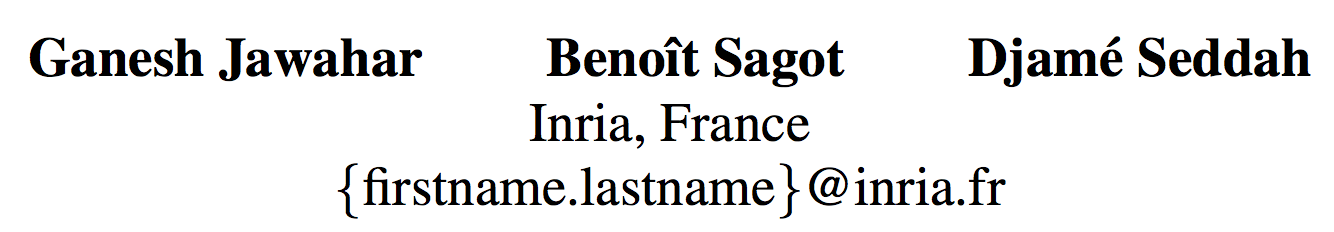 Ganesh Jawahar Benoît Sagot Djamé Seddah
Inria, France
{firstname.lastname}@inria.fr